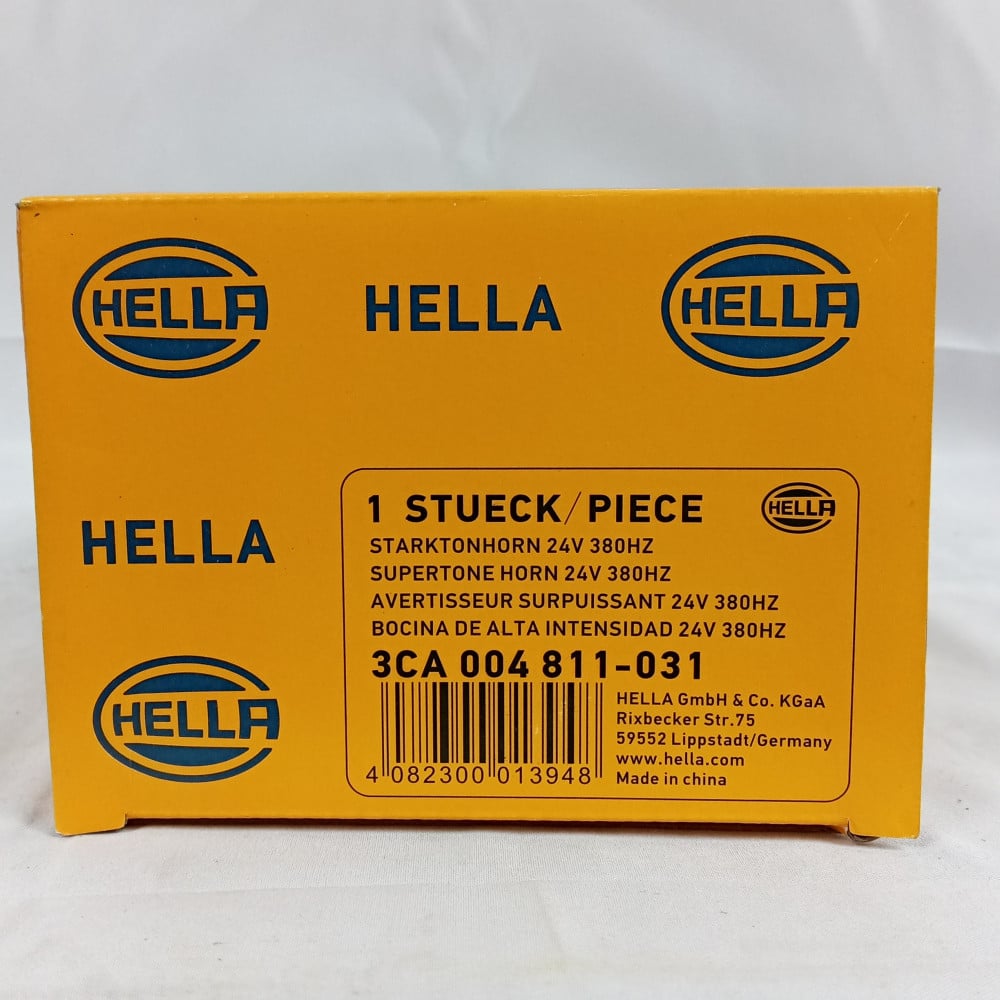 HELLA
HELLA
HELLA
HELLA
HELLA
1 STUECK/PIECE
HELLA
STARKTONHORN 24V 380HZ
SUPERTONE HORN 24V 380HZ
AVERTISSEUR SURPUISSANT 24V 380HZ
BOCINA DE ALTA INTENSIDAD 24V 380HZ
3CA 004 811-031
HELLA GmbH & Co. KGaA
Rixbecker Str.75
59552 Lippstadt/Germany
www.hella.com
Made in china
4 082300 013948